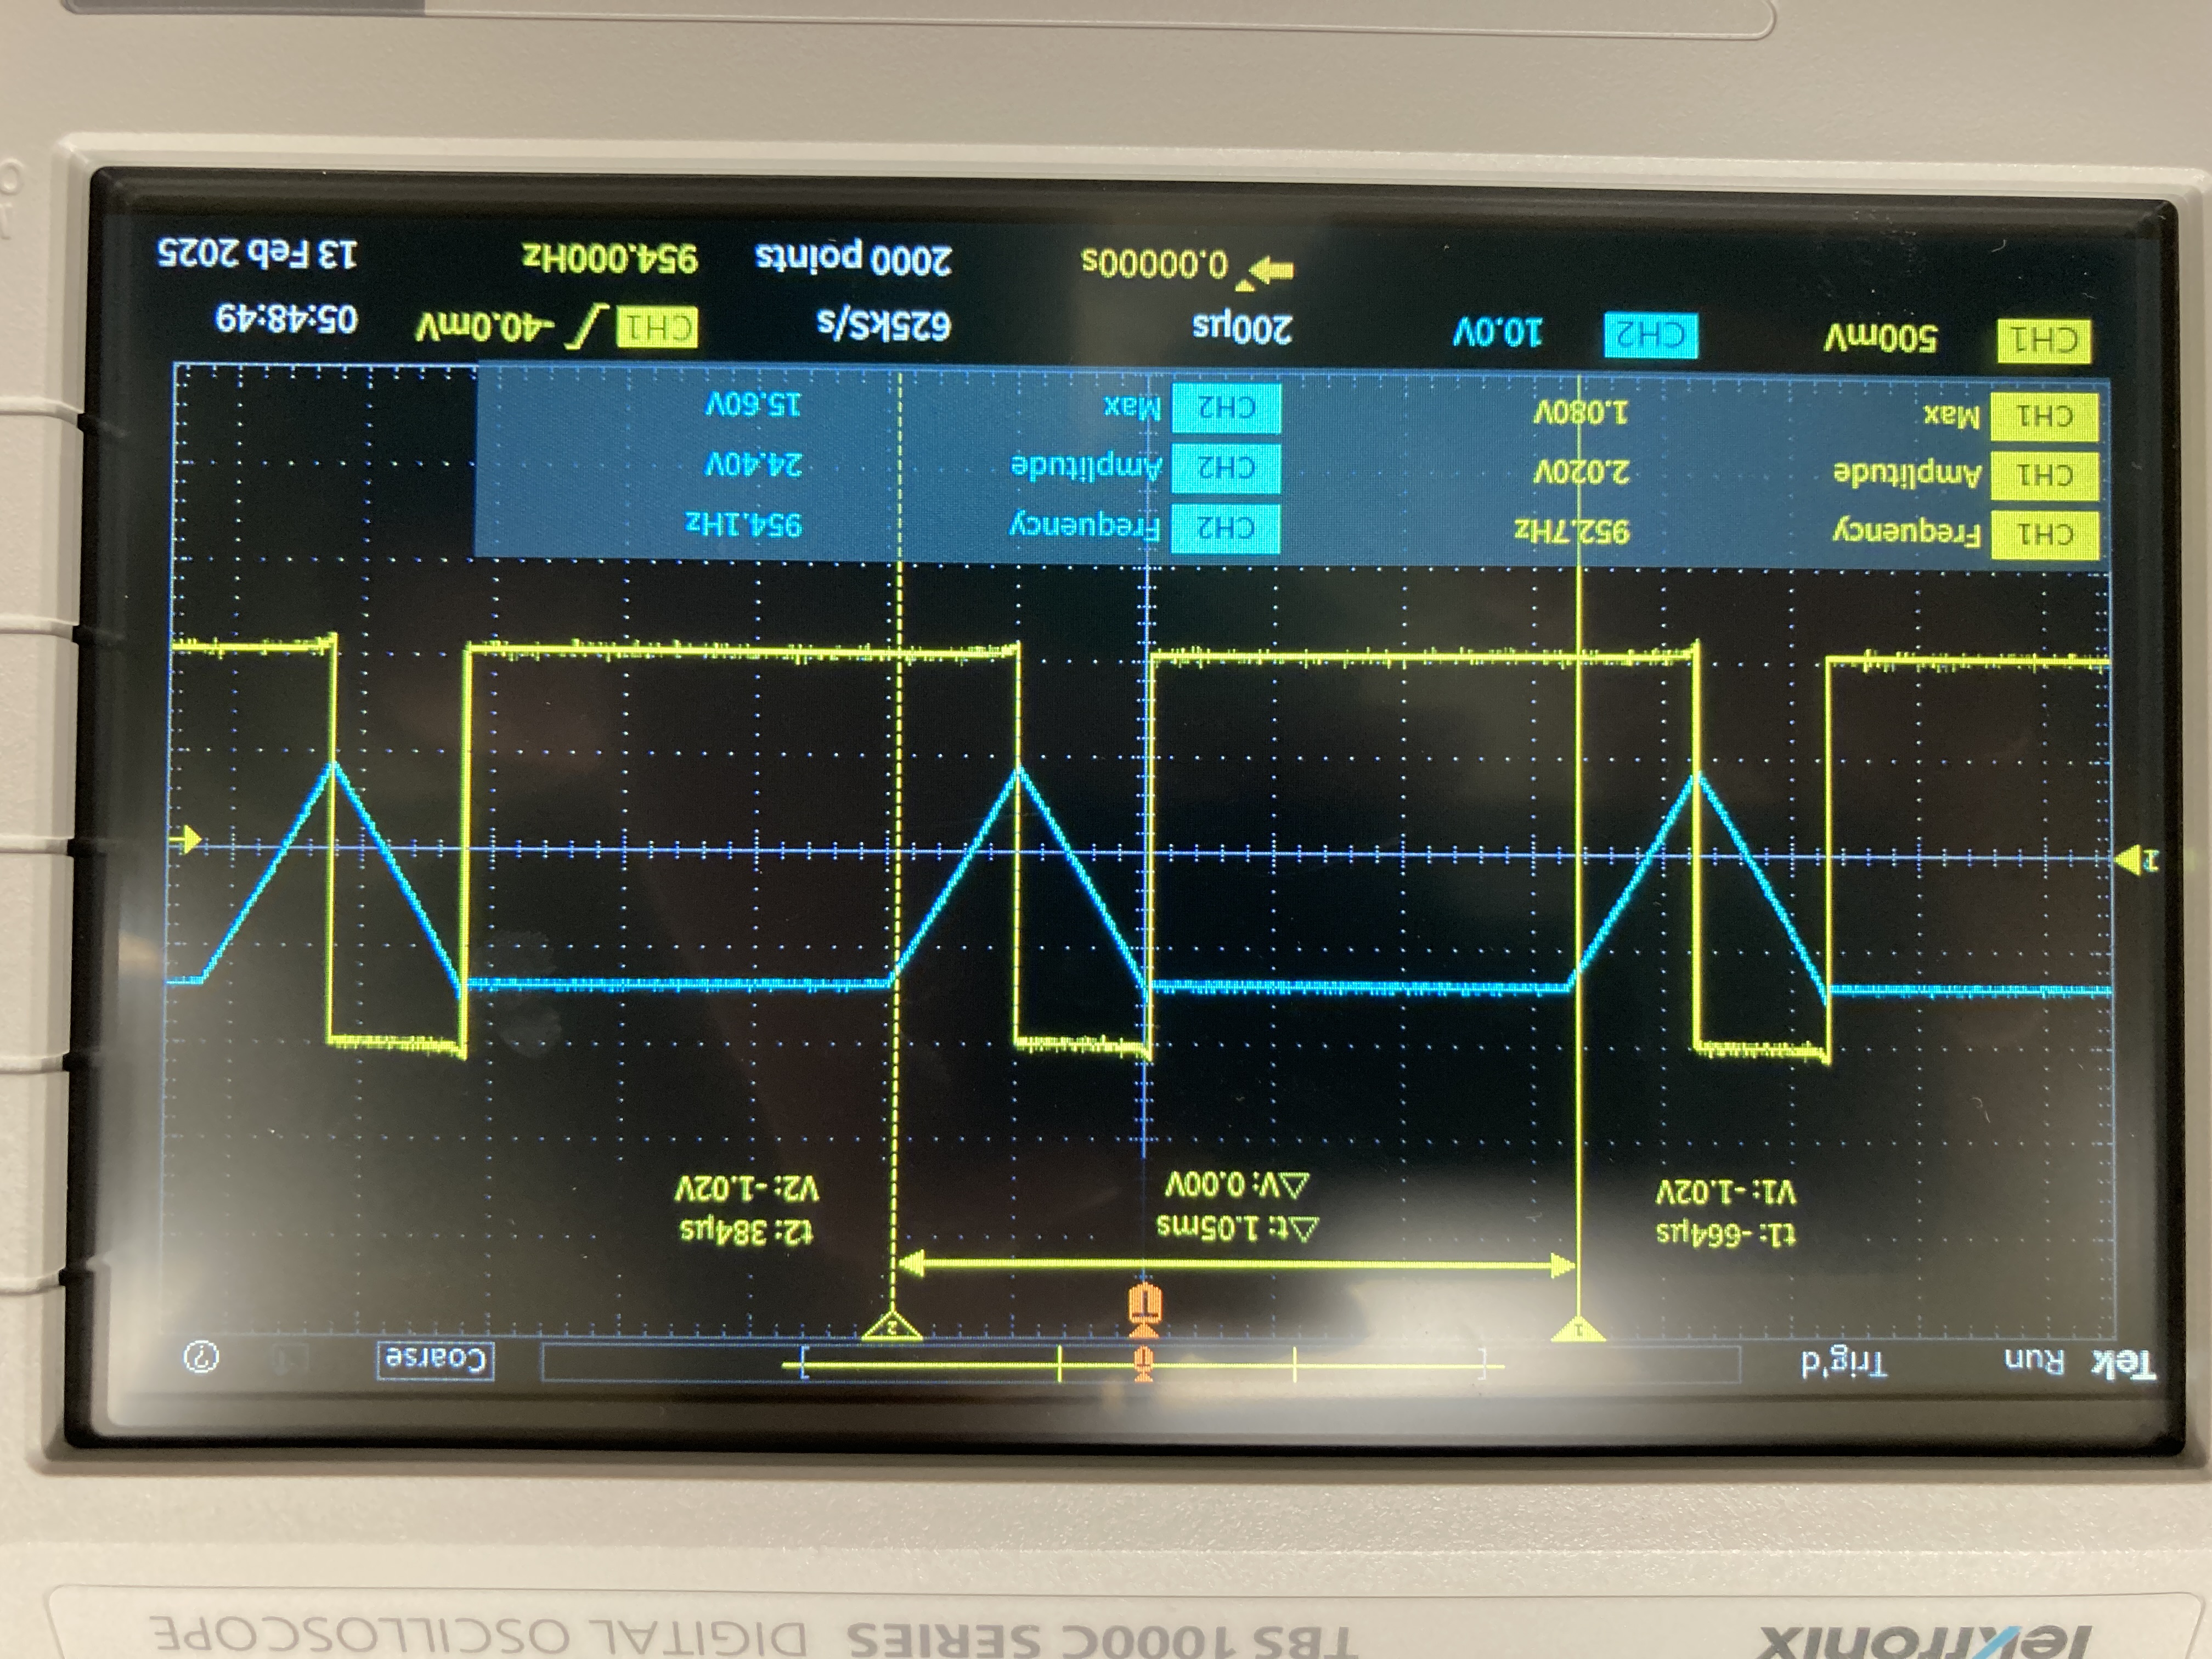 Tektronix TBS 1000C SERIES DIGITAL OSCILLOSCOPE
Tek Run Trig'd T Coarse ?
1 T 2
t1: -664µs △t: 1.05ms t2: 384µs
V1: -1.02V △V: 0.00V V2: -1.02V
CH1 Frequency 952.7Hz CH2 Frequency 954.1Hz
CH1 Amplitude 2.020V CH2 Amplitude 24.40V
CH1 Max 1.080V CH2 Max 15.60V
CH1 500mV CH2 10.0V 200µs 625kS/s CH1 -40.0mV 05:48:49
0.00000s 2000 points 954.000Hz 13 Feb 2025